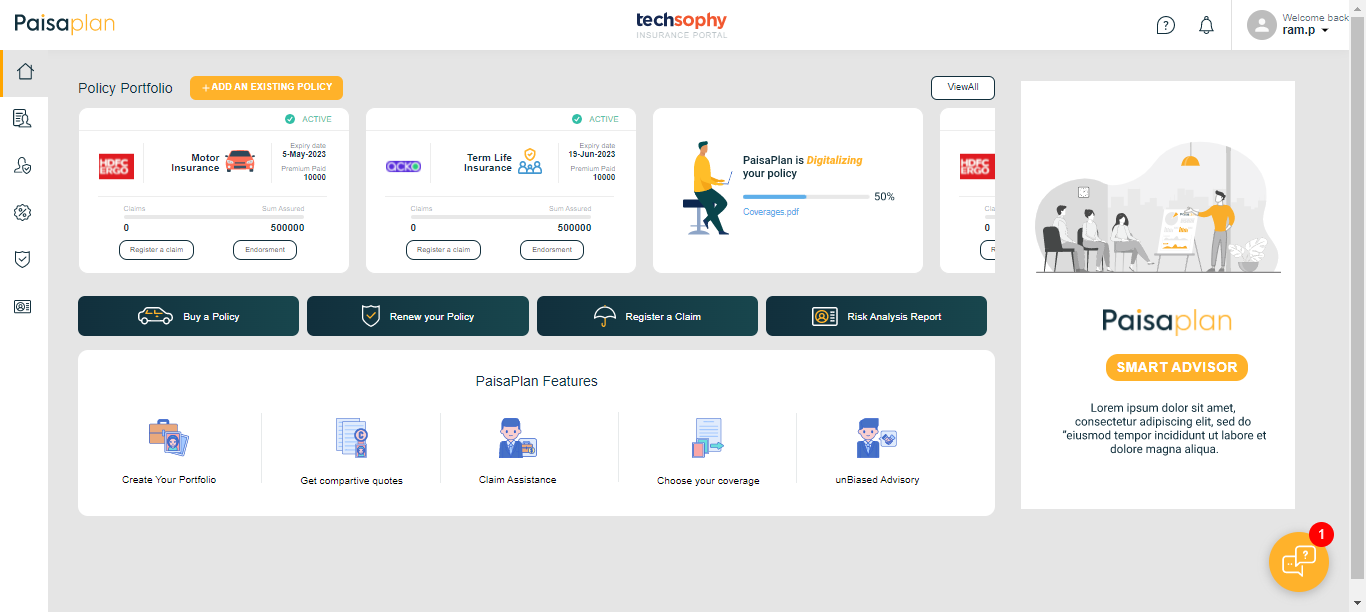 Paisaplan
techsophy
INSURANCE PORTAL
?
Welcome back
ram.p
Policy Portfolio
+ ADD AN EXISTING POLICY
ViewAll
ACTIVE
HDFC
ERGO
Motor
Insurance
Expiry date
5-May-2023
Premium Paid
10000
Claims
Sum Assured
0
500000
Register a claim
Endorsment
ACTIVE
ACKO
Term Life
Insurance
Expiry date
19-Jun-2023
Premium Paid
10000
Claims
Sum Assured
0
500000
Register a claim
Endorsment
PaisaPlan is Digitalizing
your policy
50%
Coverages.pdf
HDFC
ERGO
Cla
0
R
Buy a Policy
Renew your Policy
Register a Claim
Risk Analysis Report
PaisaPlan Features
Create Your Portfolio
Get compartive quotes
Claim Assistance
Choose your coverage
unBiased Advisory
Paisaplan
SMART ADVISOR
Lorem ipsum dolor sit amet,
consectetur adipiscing elit, sed do
"eiusmod tempor incididunt ut labore et
dolore magna aliqua.
1
?